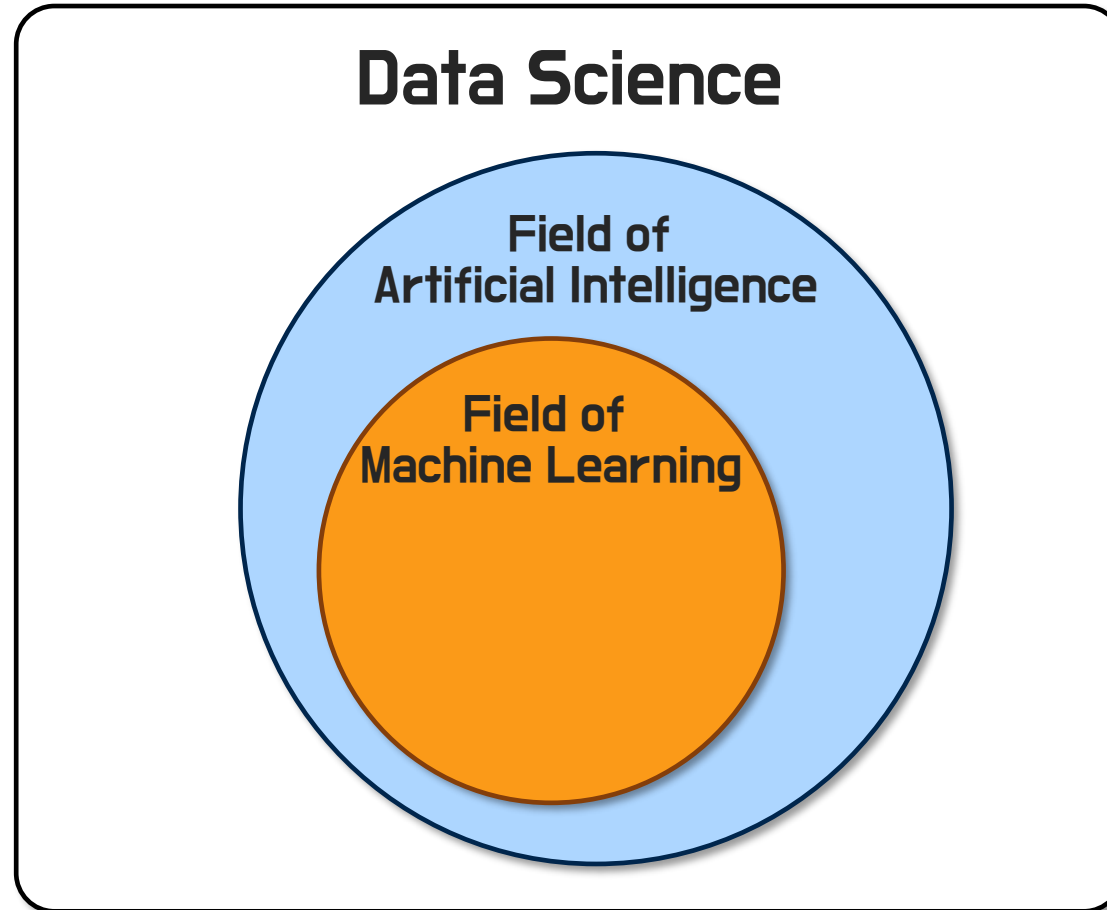 Data Science
Field of
Artificial Intelligence
Field of
Machine Learning